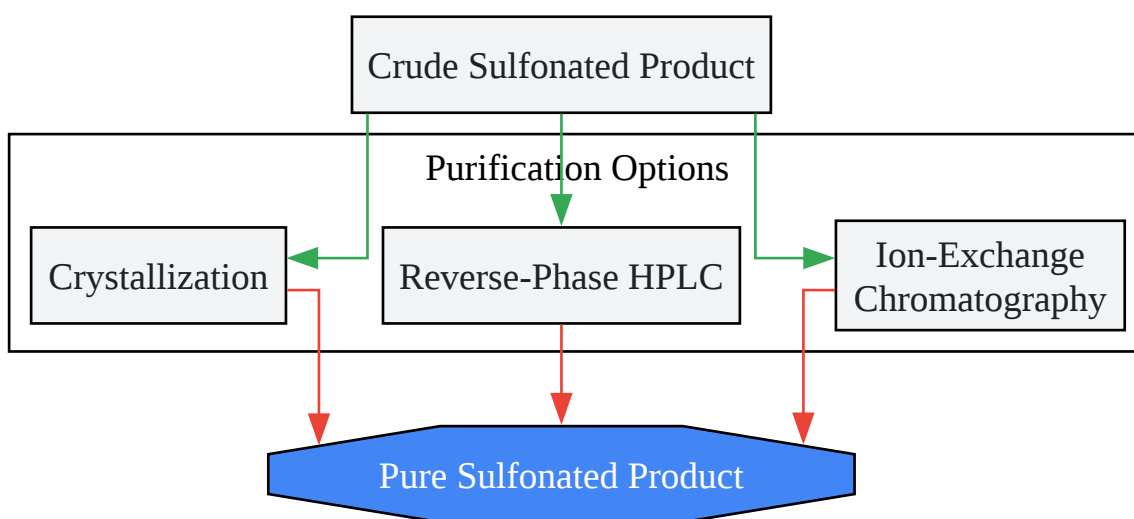 Crude Sulfonated Product
Purification Options
Crystallization
Reverse-Phase HPLC
Ion-Exchange
Chromatography
Pure Sulfonated Product